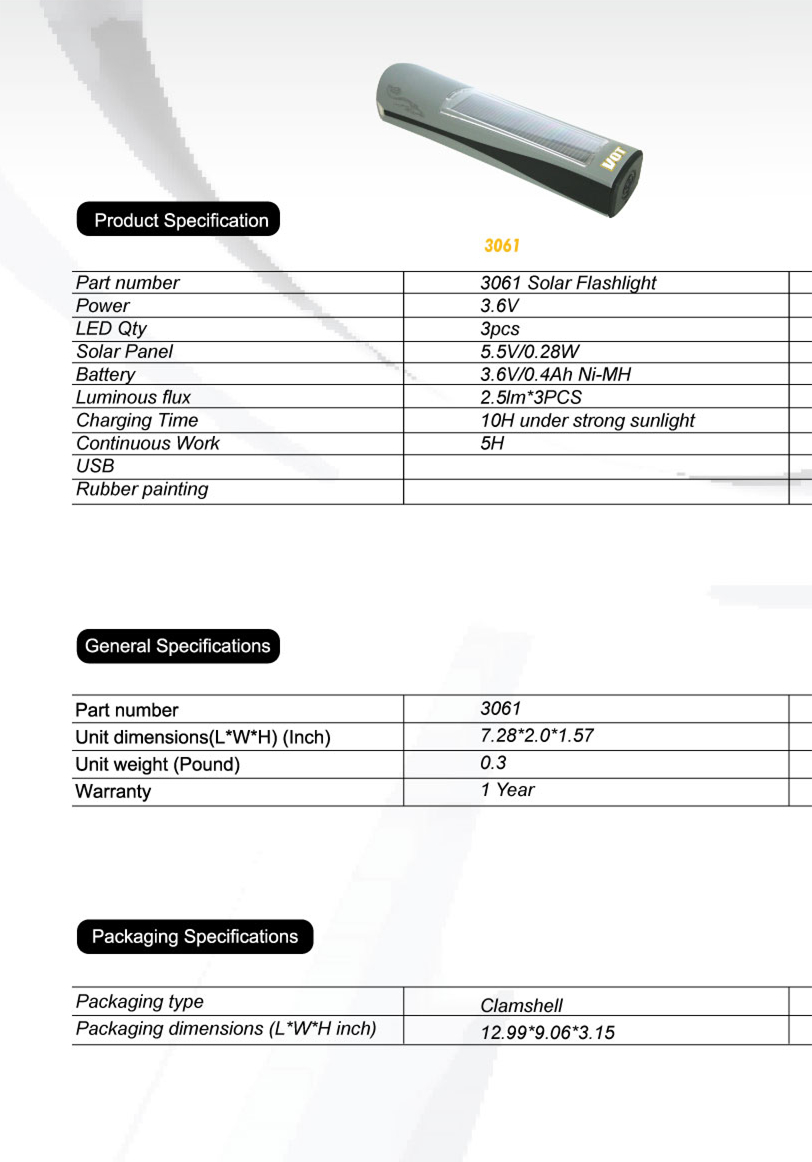 VOT
Product Specification
3061
Part number 3061 Solar Flashlight
Power 3.6V
LED Qty 3pcs
Solar Panel 5.5V/0.28W
Battery 3.6V/0.4Ah Ni-MH
Luminous flux 2.5lm*3PCS
Charging Time 10H under strong sunlight
Continuous Work 5H
USB
Rubber painting
General Specifications
Part number 3061
Unit dimensions(L*W*H) (Inch) 7.28*2.0*1.57
Unit weight (Pound) 0.3
Warranty 1 Year
Packaging Specifications
Packaging type Clamshell
Packaging dimensions (L*W*H inch) 12.99*9.06*3.15